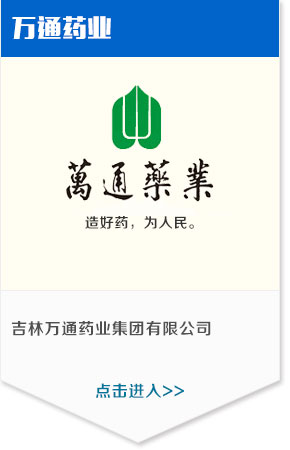 万通药业
萬通藥業
造好药，为人民。
吉林万通药业集团有限公司
点击进入>>